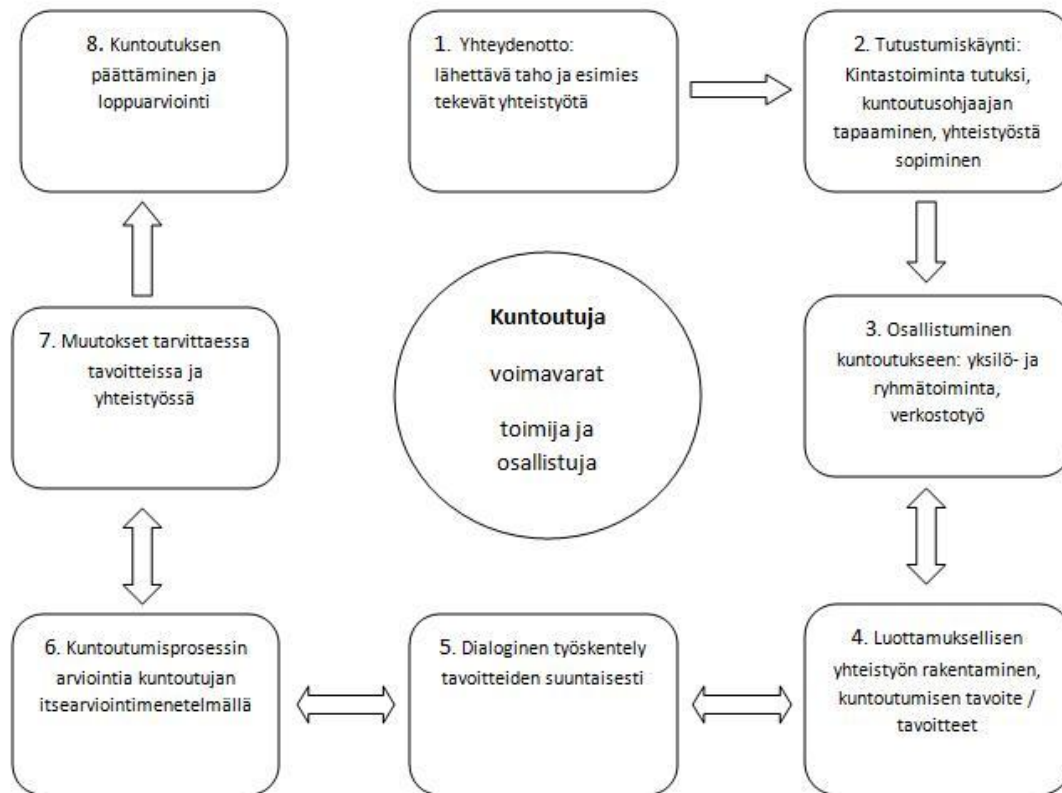 8. Kuntoutuksen
päättäminen ja
loppuarviointi
1. Yhteydenotto:
lähettävä taho ja esimies
tekevät yhteistyötä
2. Tutustumiskäynti:
Kintastoiminta tutuksi,
kuntoutusohjaajan
tapaaminen, yhteistyöstä
sopiminen
Kuntoutuja
voimavarat
toimija ja
osallistuja
3. Osallistuminen
kuntoutukseen: yksilö- ja
ryhmätoiminta,
verkostotyö
7. Muutokset tarvittaessa
tavoitteissa ja
yhteistyössä
6. Kuntoutumisprosessin
arviointia kuntoutujan
itsearviointimenetelmällä
5. Dialoginen työskentely
tavoitteiden suuntaisesti
4. Luottamuksellisen
yhteistyön rakentaminen,
kuntoutumisen tavoite /
tavoitteet